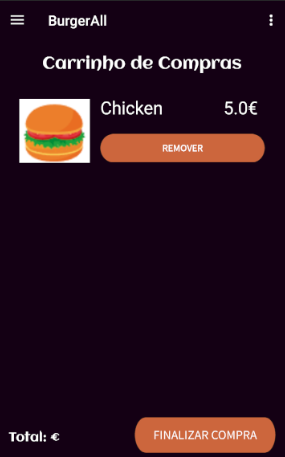 BurgerAll
Carrinho de Compras
Chicken 5.0€
REMOVER
Total: € FINALIZAR COMPRA